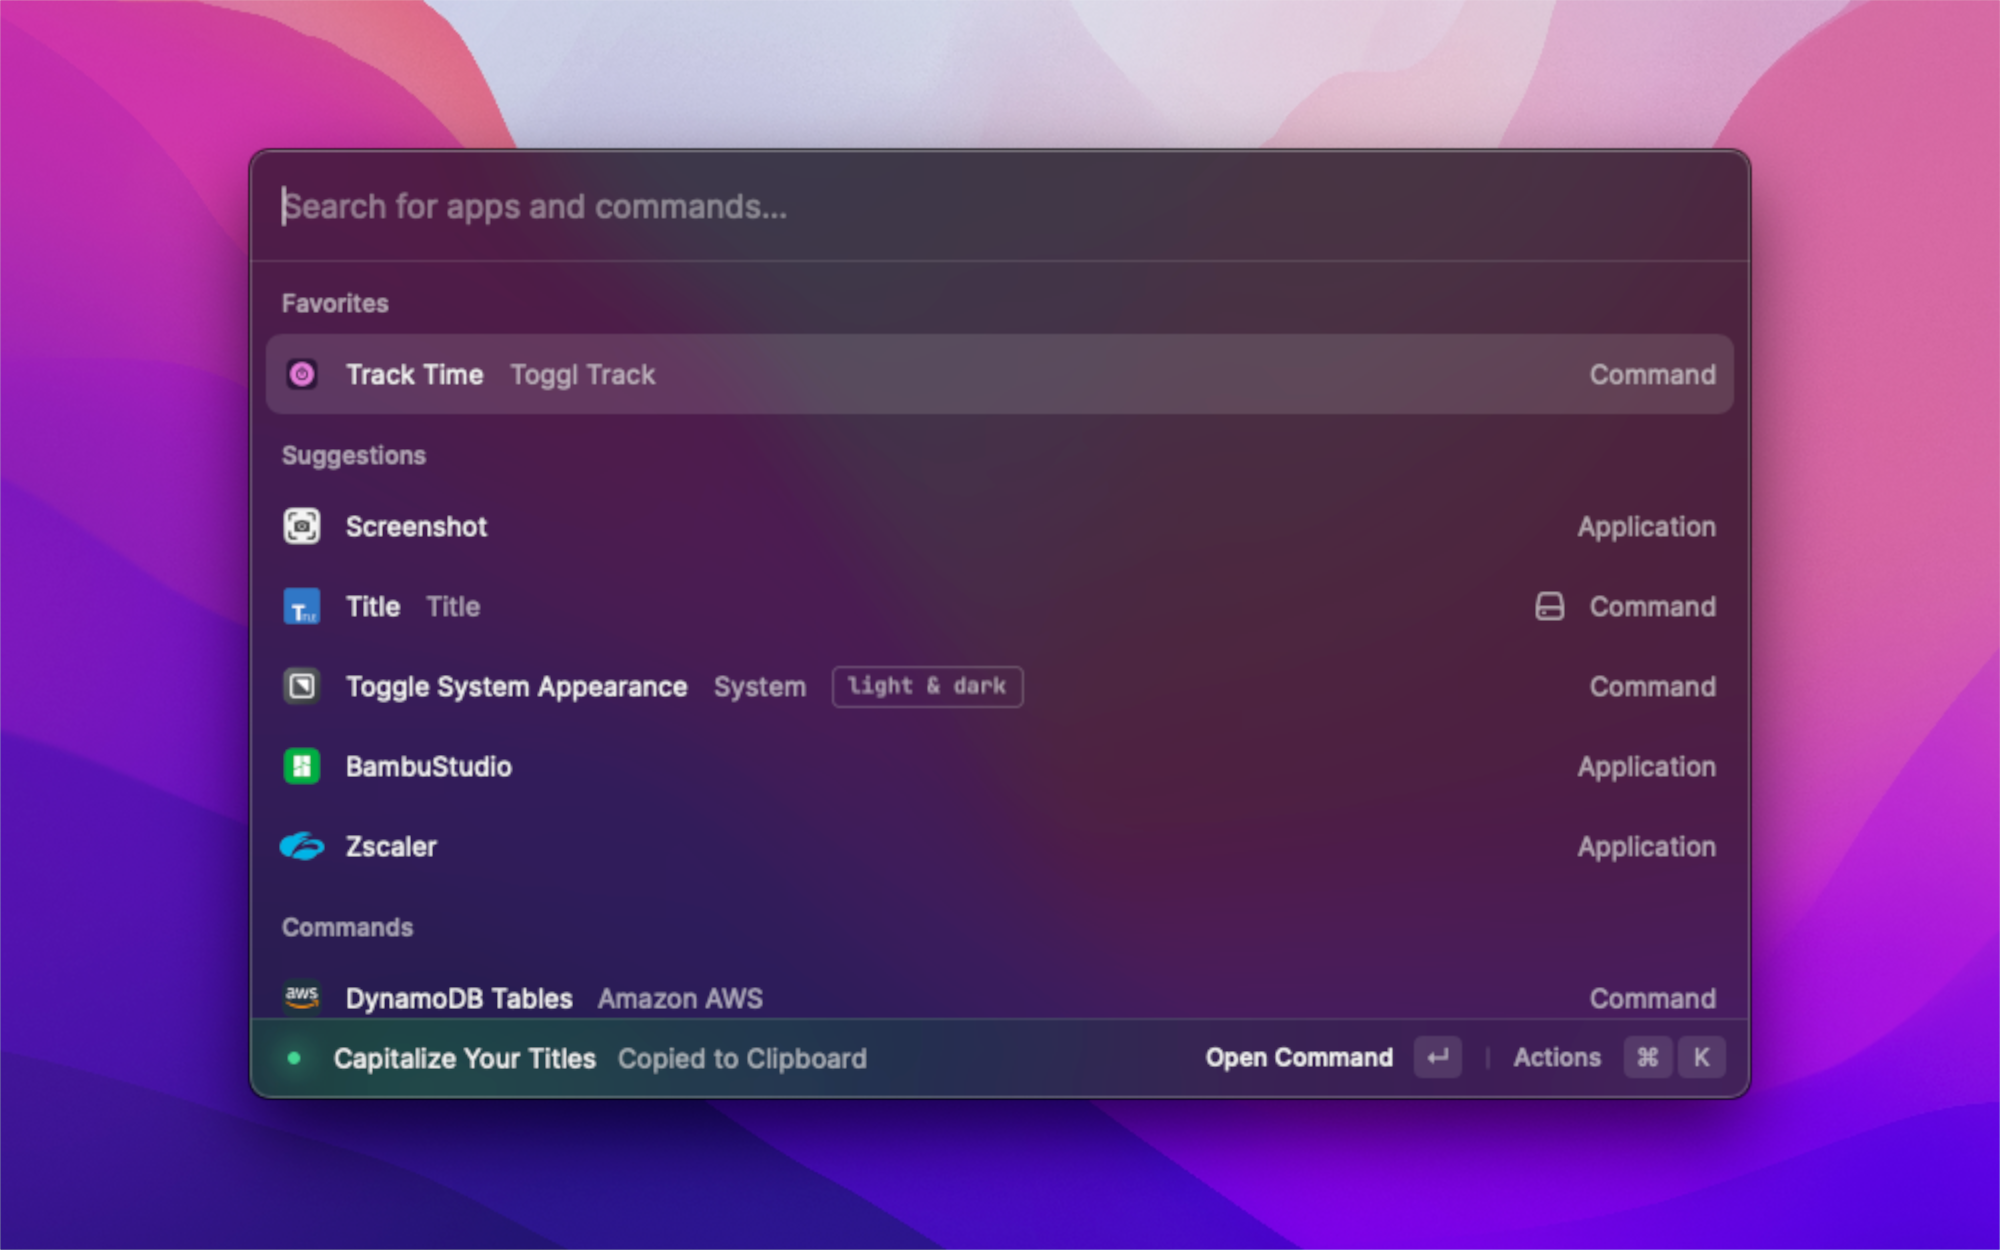 Search for apps and commands...
Favorites
Track Time Toggl Track Command
Suggestions
Screenshot Application
Title Title Command
Toggle System Appearance System light & dark Command
BambuStudio Application
Zscaler Application
Commands
aws DynamoDB Tables Amazon AWS Command
Capitalize Your Titles Copied to Clipboard Open Command ↵ | Actions ⌘ K